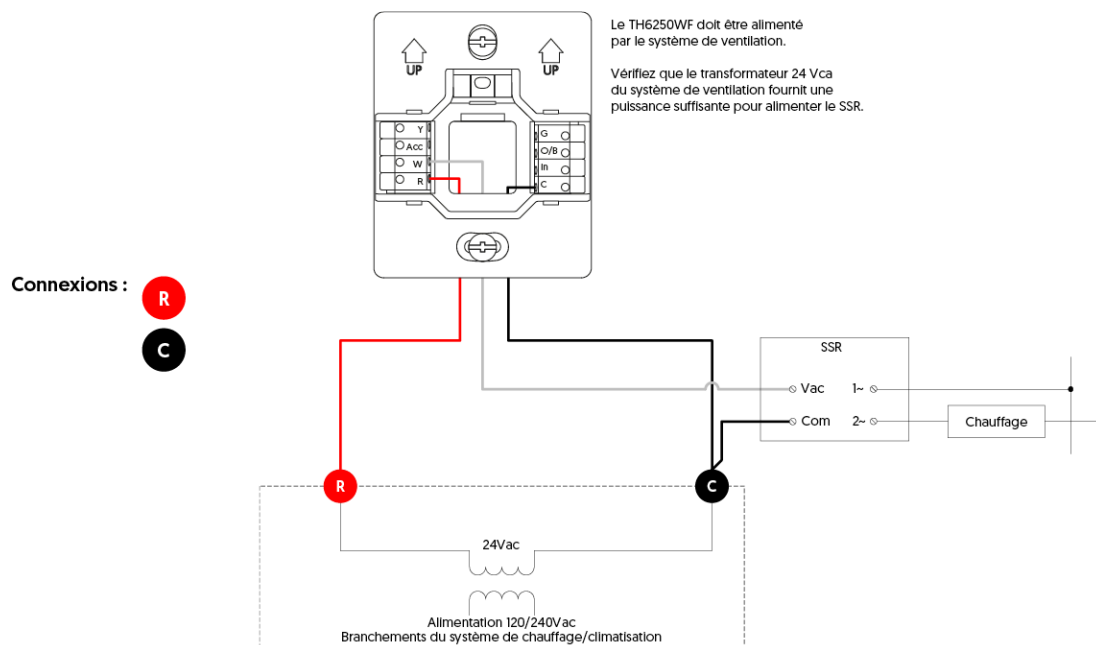 Le TH6250WF doit être alimenté
par le système de ventilation.
Vérifiez que le transformateur 24 Vca
du système de ventilation fournit une
puissance suffisante pour alimenter le SSR.
UP
UP
Y
Acc
W
R
G
O/B
In
C
Connexions :
R
C
SSR
Vac 1~
Com 2~
Chauffage
R
C
24Vac
Alimentation 120/240Vac
Branchements du système de chauffage/climatisation